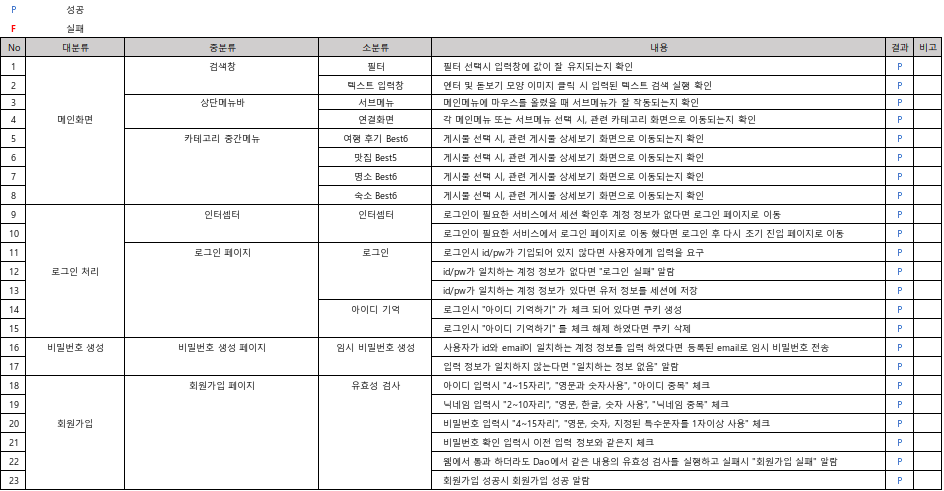 P 성공
F 실패
No 대분류 중분류 소분류 내용 결과 비고
1 검색창 필터 필터 선택시 입력창에 값이 잘 유지되는지 확인 P
2 텍스트 입력창 엔터 및 돋보기 모양 이미지 클릭 시 입력된 텍스트 검색 실행 확인 P
3 상단메뉴바 서브메뉴 메인메뉴에 마우스를 올렸을 때 서브메뉴가 잘 작동되는지 확인 P
4 메인화면 연결화면 각 메인메뉴 또는 서브메뉴 선택 시, 관련 카테고리 화면으로 이동되는지 확인 P
5 카테고리 중간메뉴 여행 후기 Best6 게시물 선택 시, 관련 게시물 상세보기 화면으로 이동되는지 확인 P
6 맛집 Best5 게시물 선택 시, 관련 게시물 상세보기 화면으로 이동되는지 확인 P
7 명소 Best6 게시물 선택 시, 관련 게시물 상세보기 화면으로 이동되는지 확인 P
8 숙소 Best6 게시물 선택 시, 관련 게시물 상세보기 화면으로 이동되는지 확인 P
9 인터셉터 인터셉터 로그인이 필요한 서비스에서 세션 확인후 계정 정보가 없다면 로그인 페이지로 이동 P
10 로그인이 필요한 서비스에서 로그인 페이지로 이동 했다면 로그인 후 다시 초기 진입 페이지로 이동 P
11 로그인 페이지 로그인 로그인시 id/pw가 기입되어 있지 않다면 사용자에게 입력을 요구 P
12 로그인 처리 id/pw가 일치하는 계정 정보가 없다면 "로그인 실패" 알람 P
13 id/pw가 일치하는 계정 정보가 있다면 유저 정보를 세션에 저장 P
14 아이디 기억 로그인시 "아이디 기억하기" 가 체크 되어 있다면 쿠키 생성 P
15 로그인시 "아이디 기억하기" 를 체크 해제 하였다면 쿠키 삭제 P
16 비밀번호 생성 비밀번호 생성 페이지 임시 비밀번호 생성 사용자가 id와 email이 일치하는 계정 정보를 입력 하였다면 등록된 email로 임시 비밀번호 전송 P
17 입력 정보가 일치하지 않는다면 "일치하는 정보 없음" 알람 P
18 회원가입 페이지 유효성 검사 아이디 입력시 "4~15자리", "영문과 숫자사용", "아이디 중복" 체크 P
19 닉네임 입력시 "2~10자리", "영문, 한글, 숫자 사용", "닉네임 중복" 체크 P
20 회원가입 비밀번호 입력시 "4~15자리", "영문, 숫자, 지정된 특수문자를 1자이상 사용" 체크 P
21 비밀번호 확인 입력시 이전 입력 정보와 같은지 체크 P
22 웹에서 통과 하더라도 Dao에서 같은 내용의 유효성 검사를 실행하고 실패시 "회원가입 실패" 알람 P
23 회원가입 성공시 회원가입 성공 알람 P